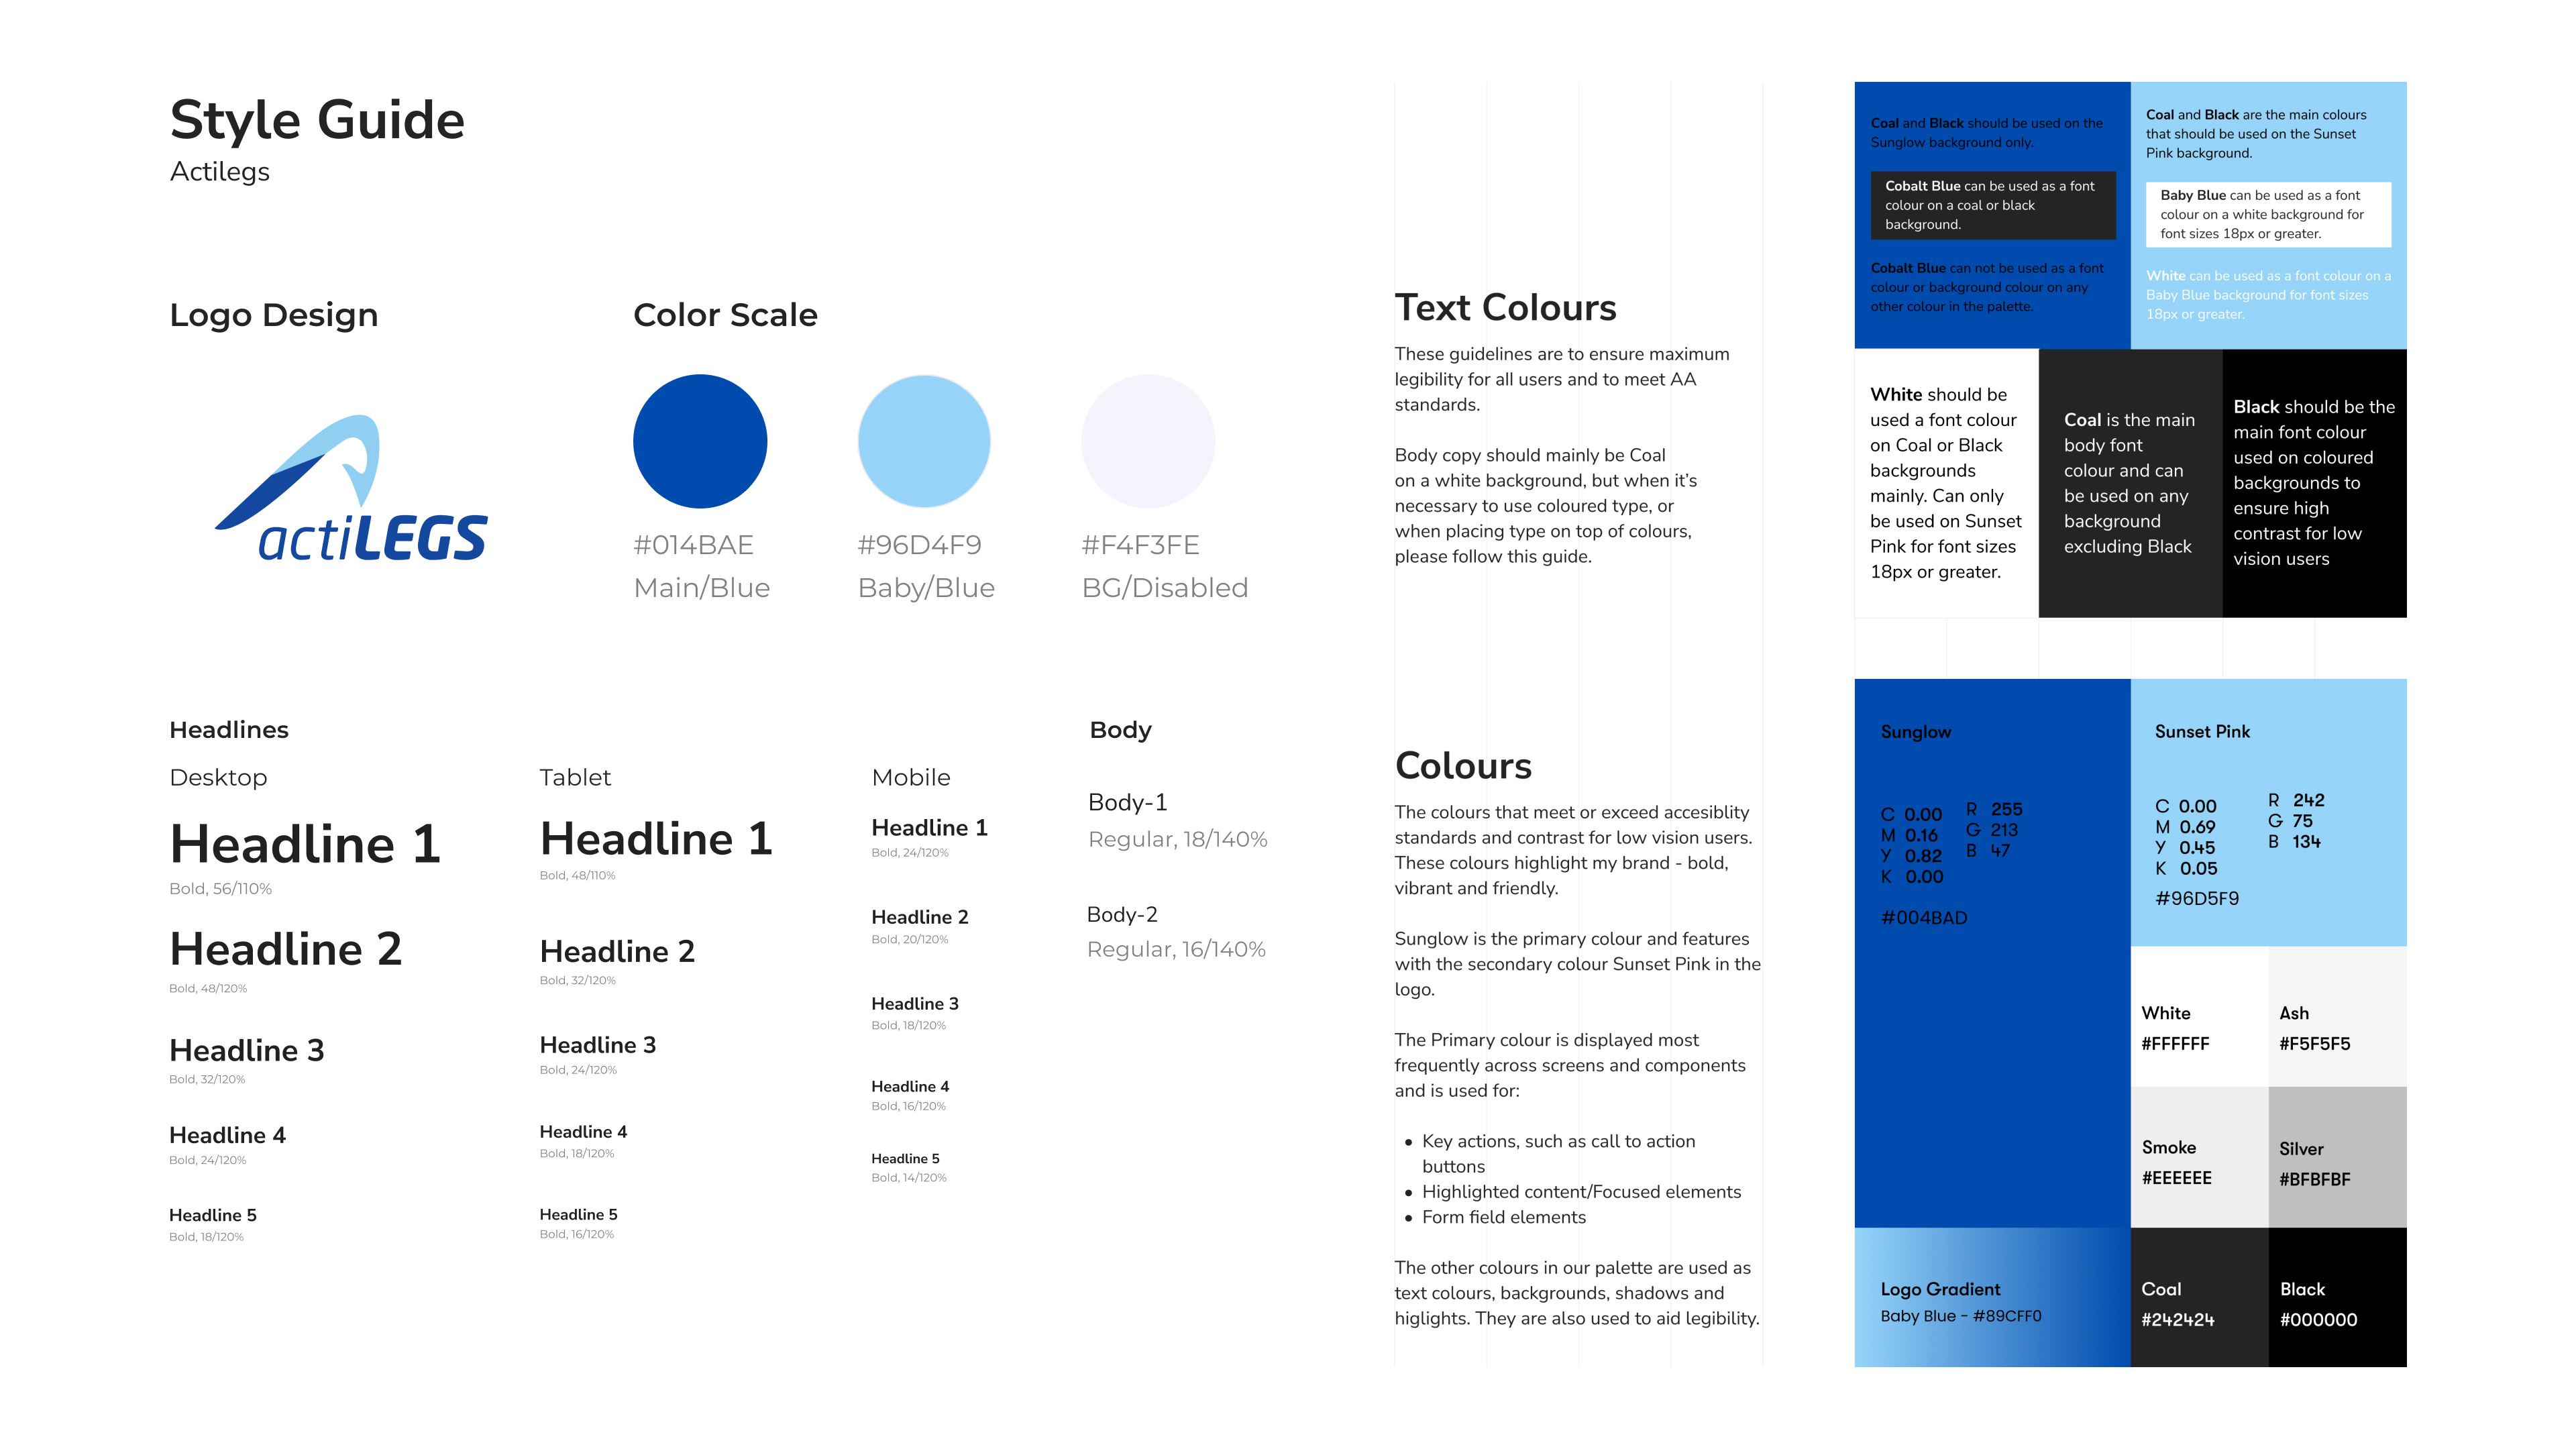 Style Guide
Actilegs
Logo Design
actiLEGS
Color Scale
#014BAE
Main/Blue
#96D4F9
Baby/Blue
#F4F3FE
BG/Disabled
Headlines
Desktop
Headline 1
Bold, 56/110%
Headline 2
Bold, 48/120%
Headline 3
Bold, 32/120%
Headline 4
Bold, 24/120%
Headline 5
Bold, 18/120%
Tablet
Headline 1
Bold, 48/110%
Headline 2
Bold, 32/120%
Headline 3
Bold, 24/120%
Headline 4
Bold, 18/120%
Headline 5
Bold, 16/120%
Mobile
Headline 1
Bold, 24/120%
Headline 2
Bold, 20/120%
Headline 3
Bold, 18/120%
Headline 4
Bold, 16/120%
Headline 5
Bold, 14/120%
Body
Body-1
Regular, 18/140%
Body-2
Regular, 16/140%
Text Colours
These guidelines are to ensure maximum
legibility for all users and to meet AA
standards.
Body copy should mainly be Coal
on a white background, but when it's
necessary to use coloured type, or
when placing type on top of colours,
please follow this guide.
Coal and Black should be used on the
Sunglow background only.
Cobalt Blue can be used as a font
colour on a coal or black
background.
Cobalt Blue can not be used as a font
colour or background colour on any
other colour in the palette.
Coal and Black are the main colours
that should be used on the Sunset
Pink background.
Baby Blue can be used as a font
colour on a white background for
font sizes 18px or greater.
White can be used as a font colour on a
Baby Blue background for font sizes
18px or greater.
White should be
used a font colour
on Coal or Black
backgrounds
mainly. Can only
be used on Sunset
Pink for font sizes
18px or greater.
Coal is the main
body font
colour and can
be used on any
background
excluding Black
Black should be the
main font colour
used on coloured
backgrounds to
ensure high
contrast for low
vision users
Colours
The colours that meet or exceed accesiblity
standards and contrast for low vision users.
These colours highlight my brand - bold,
vibrant and friendly.
Sunglow is the primary colour and features
with the secondary colour Sunset Pink in the
logo.
The Primary colour is displayed most
frequently across screens and components
and is used for:
• Key actions, such as call to action
buttons
• Highlighted content/Focused elements
• Form field elements
The other colours in our palette are used as
text colours, backgrounds, shadows and
higlights. They are also used to aid legibility.
Sunglow
C 0.00
M 0.16
Y 0.82
K 0.00
R 255
G 213
B 47
#004BAD
Sunset Pink
C 0.00
M 0.69
Y 0.45
K 0.05
R 242
G 75
B 134
#96D5F9
White
#FFFFFF
Ash
#F5F5F5
Smoke
#EEEEEE
Silver
#BFBFBF
Logo Gradient
Baby Blue - #89CFF0
Coal
#242424
Black
#000000